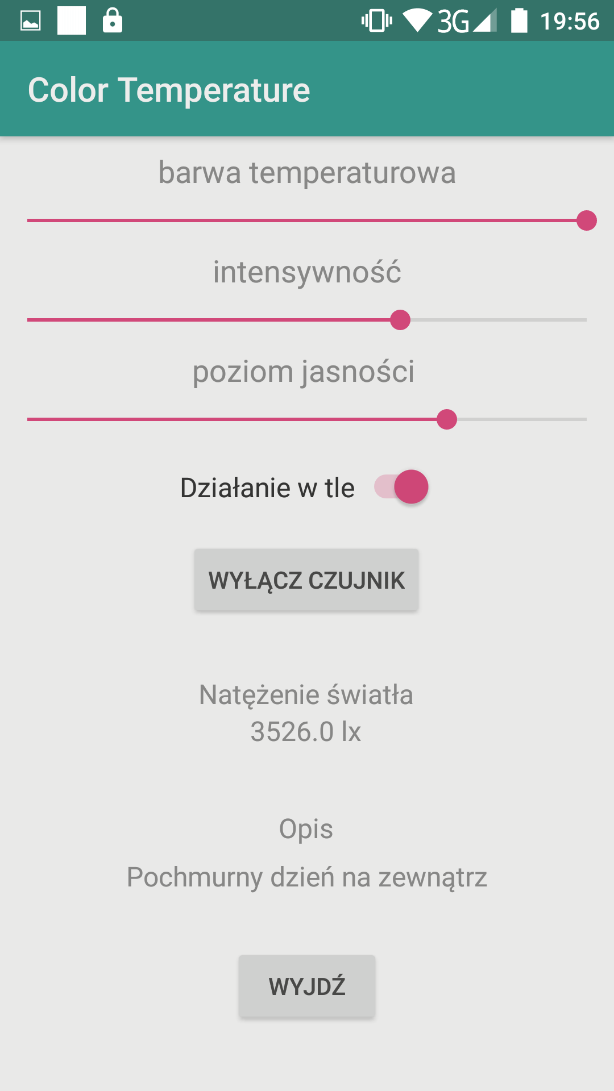 3G 19:56
Color Temperature
barwa temperaturowa
intensywność
poziom jasności
Działanie w tle
WYŁĄCZ CZUJNIK
Natężenie światła
3526.0 lx
Opis
Pochmurny dzień na zewnątrz
WYJDŹ